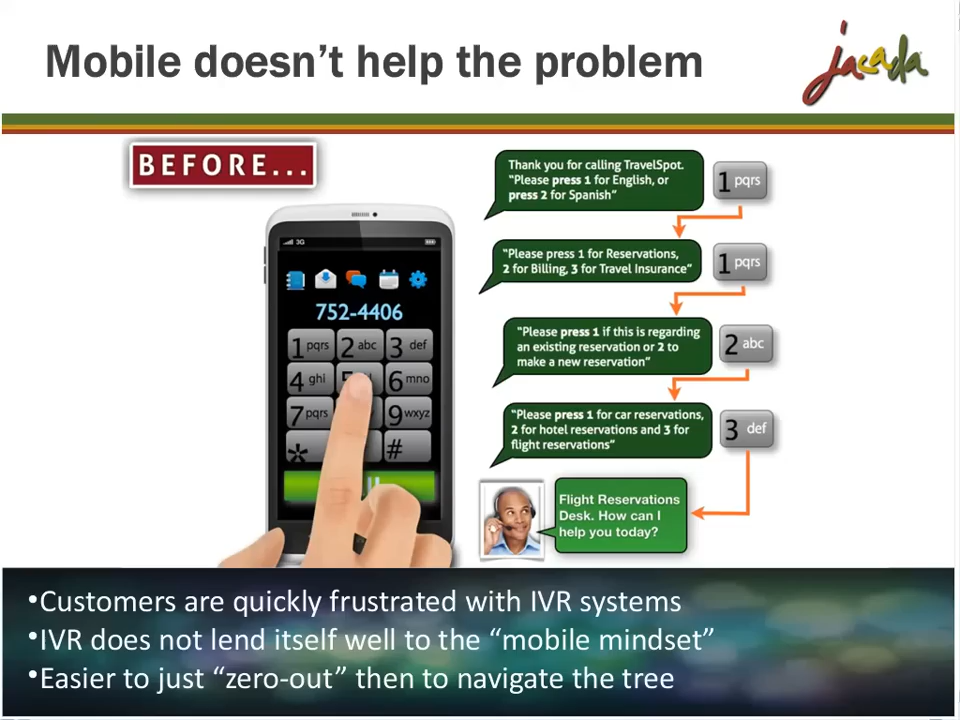 Mobile doesn’t help the problem
jacada
BEFORE...
3G
752-4406
1 pqrs 2 abc 3 def
4 ghi 6 mno
7 pqrs 9 wxyz
* #
Thank you for calling TravelSpot.
“Please press 1 for English, or
press 2 for Spanish”
1 pqrs
“Please press 1 for Reservations,
2 for Billing, 3 for Travel Insurance”
1 pqrs
“Please press 1 if this is regarding
an existing reservation or 2 to
make a new reservation”
2 abc
“Please press 1 for car reservations,
2 for hotel reservations and 3 for
flight reservations”
3 def
Flight Reservations
Desk. How can I
help you today?
•Customers are quickly frustrated with IVR systems
•IVR does not lend itself well to the “mobile mindset”
•Easier to just “zero-out” then to navigate the tree